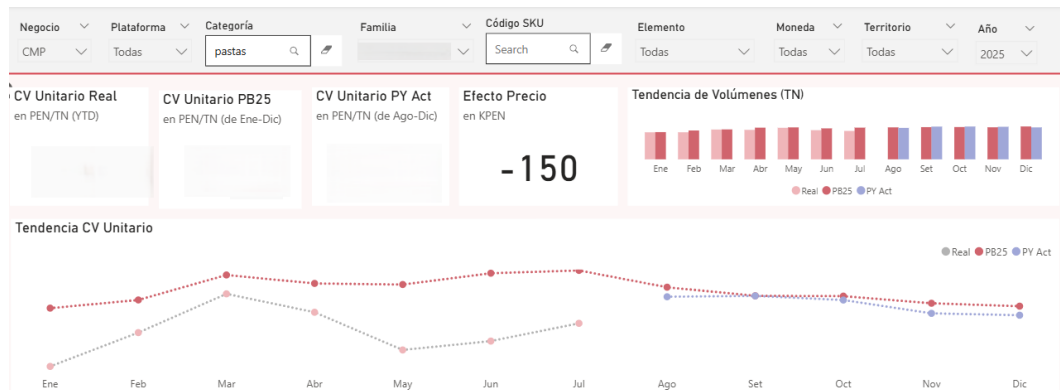 Negocio Plataforma Categoría Familia Código SKU Elemento Moneda Territorio Año
CMP Todas pastas Search Todas Todas Todas 2025
CV Unitario Real
en PEN/TN (YTD)
CV Unitario PB25
en PEN/TN (de Ene-Dic)
CV Unitario PY Act
en PEN/TN (de Ago-Dic)
Efecto Precio
en KPEN
-150
Tendencia de Volúmenes (TN)
Ene Feb Mar Abr May Jun Jul Ago Set Oct Nov Dic
Real PB25 PY Act
Tendencia CV Unitario
Real PB25 PY Act
Ene Feb Mar Abr May Jun Jul Ago Set Oct Nov Dic